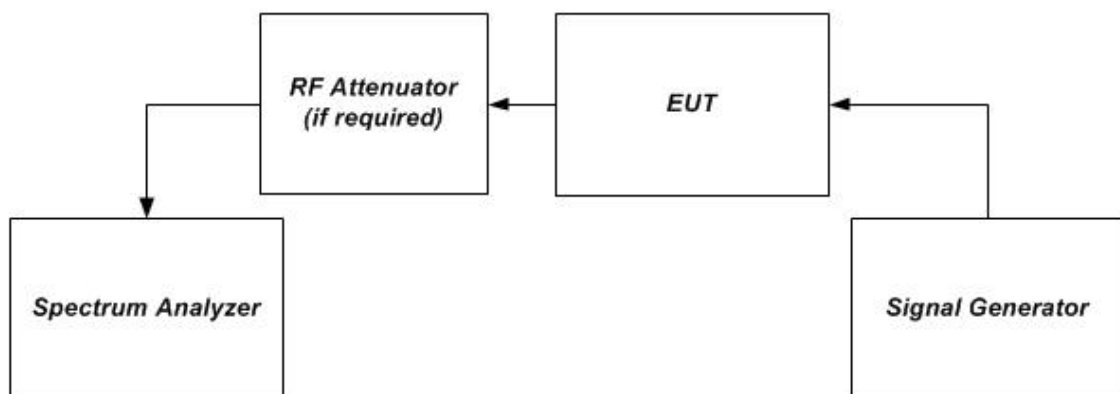 RF Attenuator
(if required)
EUT
Spectrum Analyzer
Signal Generator